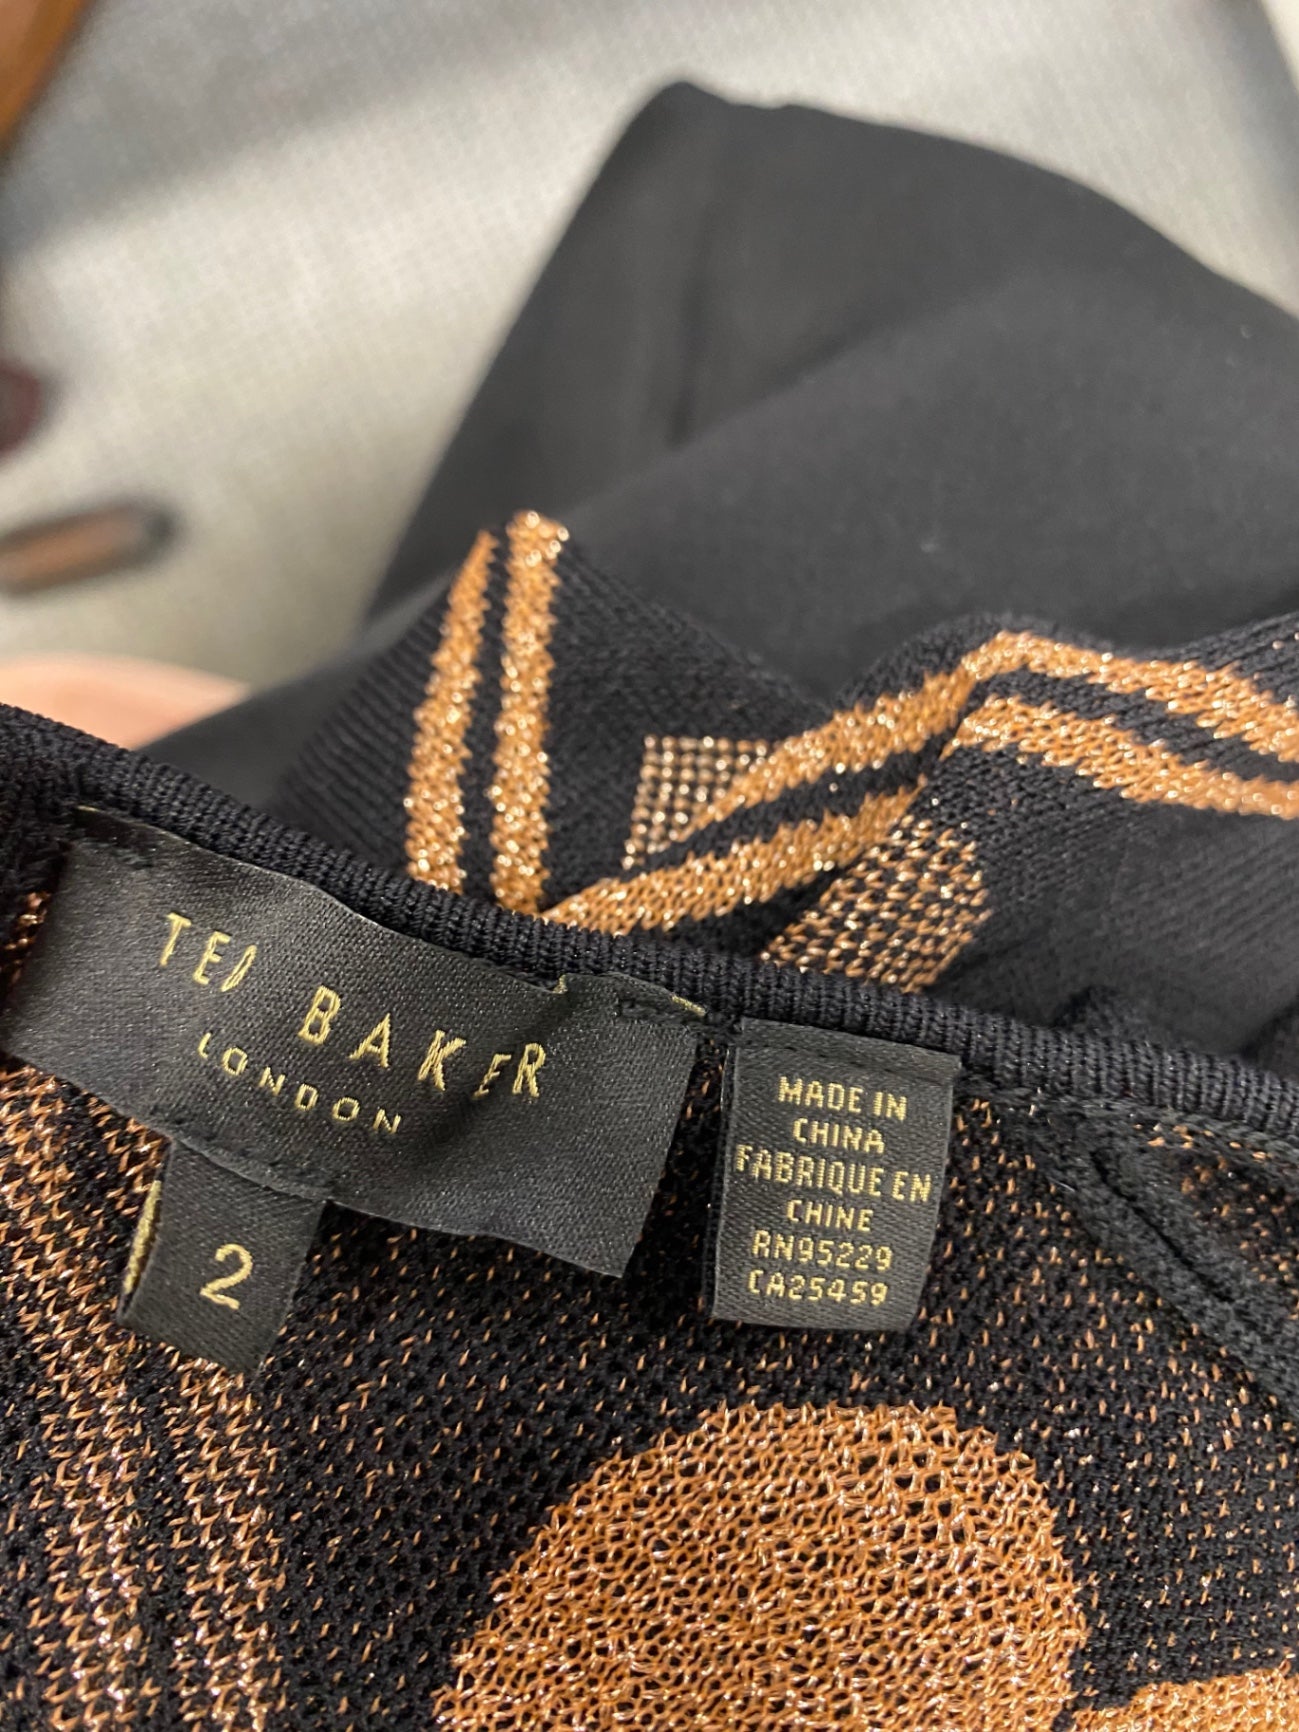 TED BAKER
LONDON
2
MADE IN
CHINA
FABRIQUE EN
CHINE
RN95229
CA25459